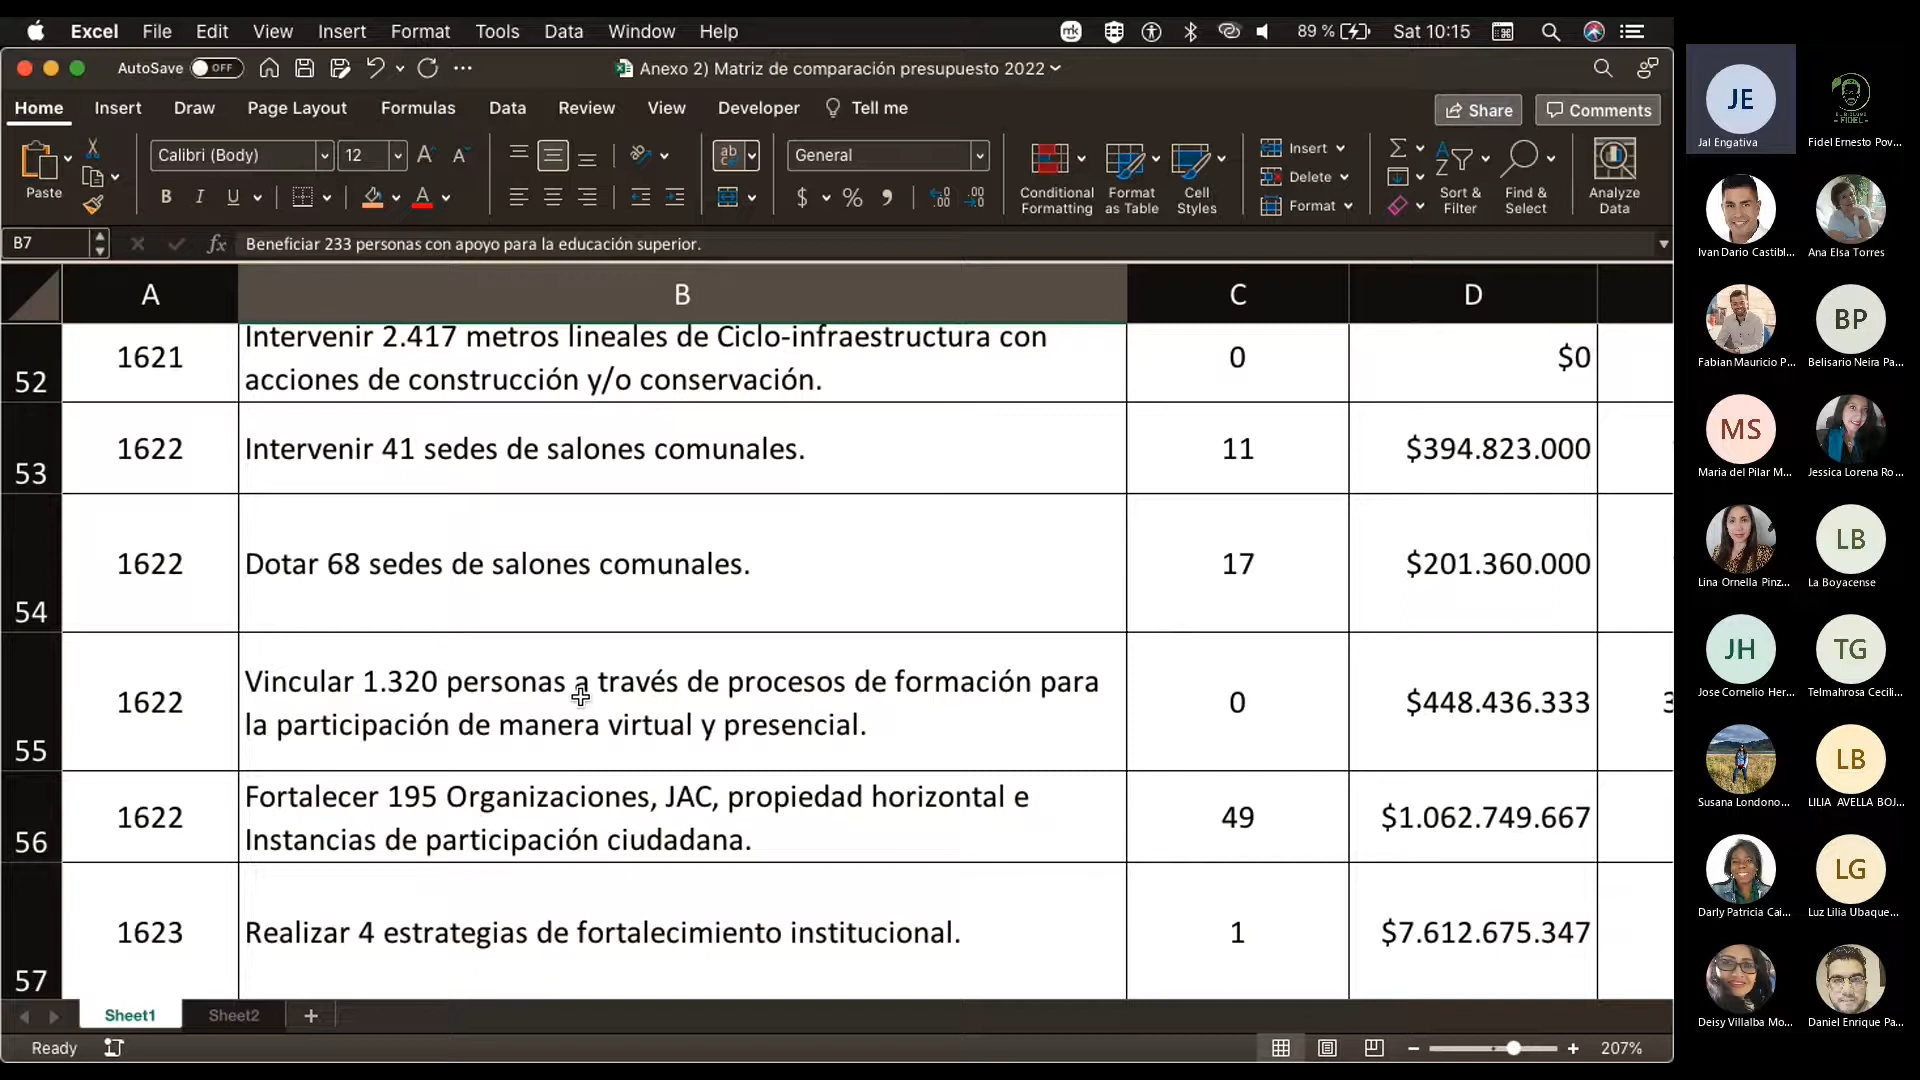 Excel File Edit View Insert Format Tools Data Window Help 89 % Sat 10:15
AutoSave OFF ... Anexo 2) Matriz de comparación presupuesto 2022
Home Insert Draw Page Layout Formulas Data Review View Developer Tell me Share Comments
Paste Calibri (Body) 12 A A ab General Insert Σ
B I U A $ % Conditional Formatting Format as Table Cell Styles Delete Format Sort & Filter Find & Select Analyze Data
B7 fx Beneficiar 233 personas con apoyo para la educación superior.
A B C D
52 1621 Intervenir 2.417 metros lineales de Ciclo-infraestructura con
acciones de construcción y/o conservación. 0 $0
53 1622 Intervenir 41 sedes de salones comunales. 11 $394.823.000
54 1622 Dotar 68 sedes de salones comunales. 17 $201.360.000
55 1622 Vincular 1.320 personas a través de procesos de formación para
la participación de manera virtual y presencial. 0 $448.436.333 3
56 1622 Fortalecer 195 Organizaciones, JAC, propiedad horizontal e
Instancias de participación ciudadana. 49 $1.062.749.667
57 1623 Realizar 4 estrategias de fortalecimiento institucional. 1 $7.612.675.347
Sheet1 Sheet2 +
Ready 207%
JE
Jal Engativa Fidel Ernesto Pov...
Ivan Dario Castibl... Ana Elsa Torres
BP
Fabian Mauricio P... Belisario Neira Pa...
MS
Maria del Pilar M... Jessica Lorena Ro...
LB
Lina Ornella Pinz... La Boyacense
JH TG
Jose Cornelio Her... Telmahrosa Cecili...
LB
Susana Londono... LILIA AVELLA BOJ...
LG
Darly Patricia Cai... Luz Lilia Ubaque...
Deisy Villalba Mo... Daniel Enrique Pa...